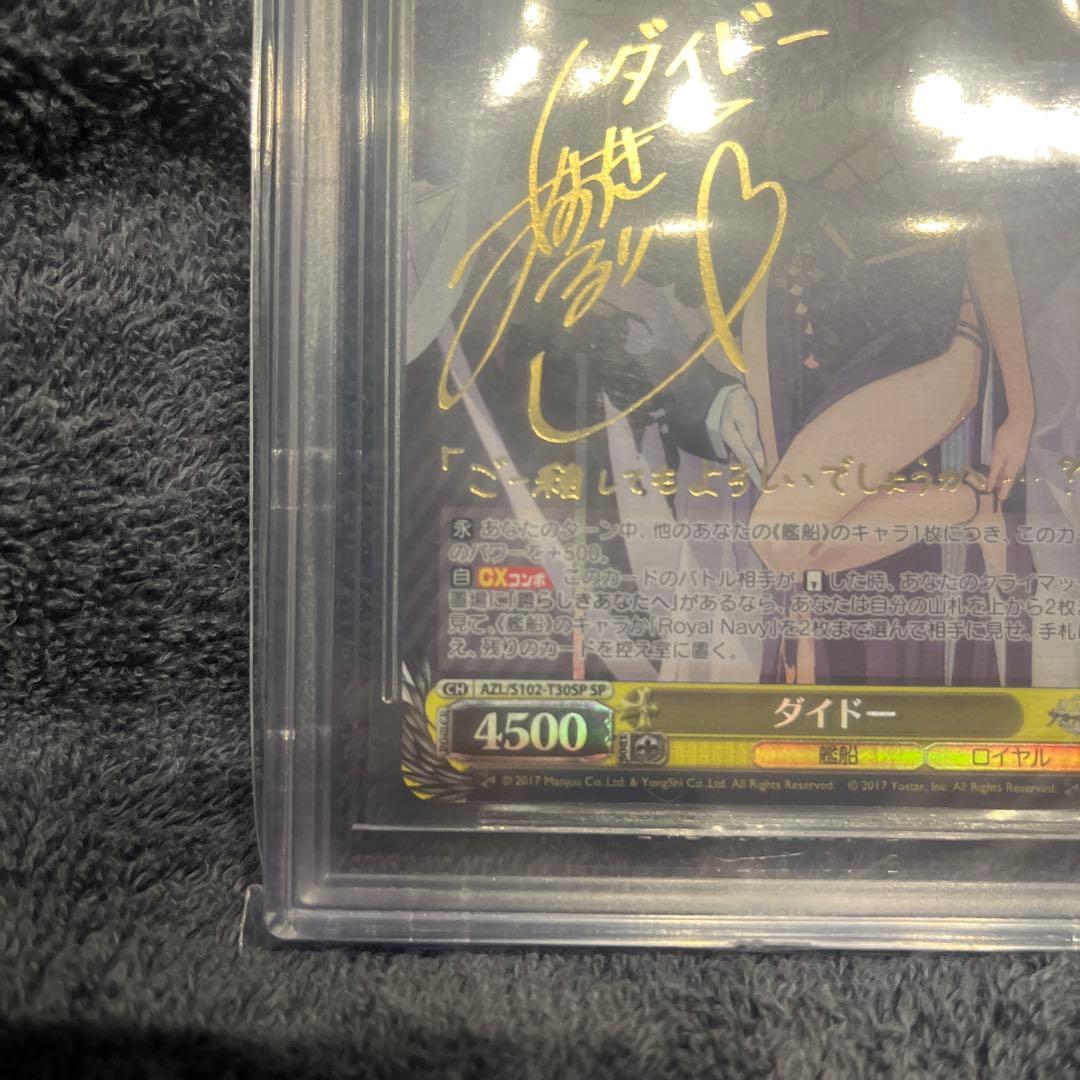 ダイドー
「ご一緒してもよろしいでしょうか…?
永 あなたのターン中、他のあなたの《艦船》のキャラ1枚につき、このカ
のパワーを+500。
自 CXコンボ このカードのバトル相手が した時、あなたのクライマッ
置場に「誇らしきあなたへ」があるなら、あなたは自分の山札を上から2枚
見て、《艦船》のキャラか「Royal Navy」を2枚まで選んで相手に見せ、手札
え、残りのカードを控え室に置く。
CH AZL/S102-T30SP SP
4500 ダイドー
POWER SOUL 艦船 ロイヤル
© 2017 Manjuu Co.,Ltd. & YongShi Co.,Ltd. All Rights Reserved. © 2017 Yostar, Inc. All Rights Reserved.